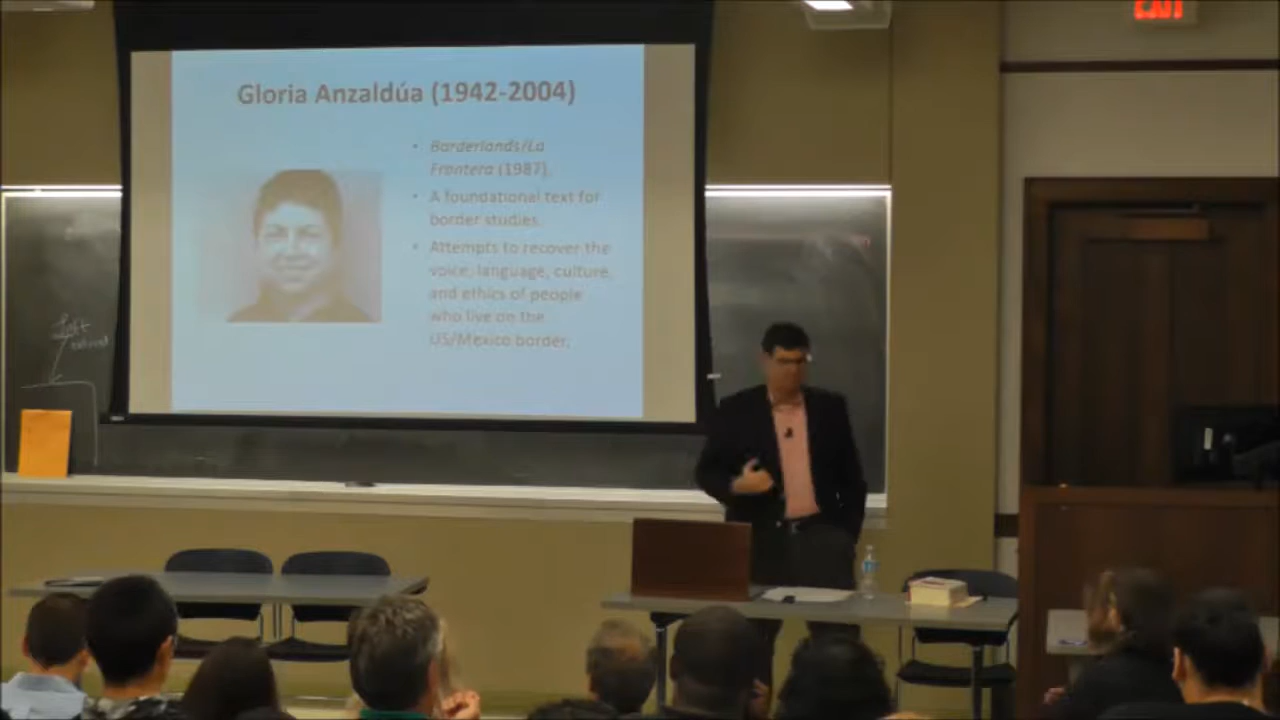 EXIT
Gloria Anzaldúa (1942-2004)
• Borderlands/La
Frontera (1987).
• A foundational text for
border studies.
• Attempts to recover the
voice, language, culture,
and ethics of people
who live on the
US/Mexico border.